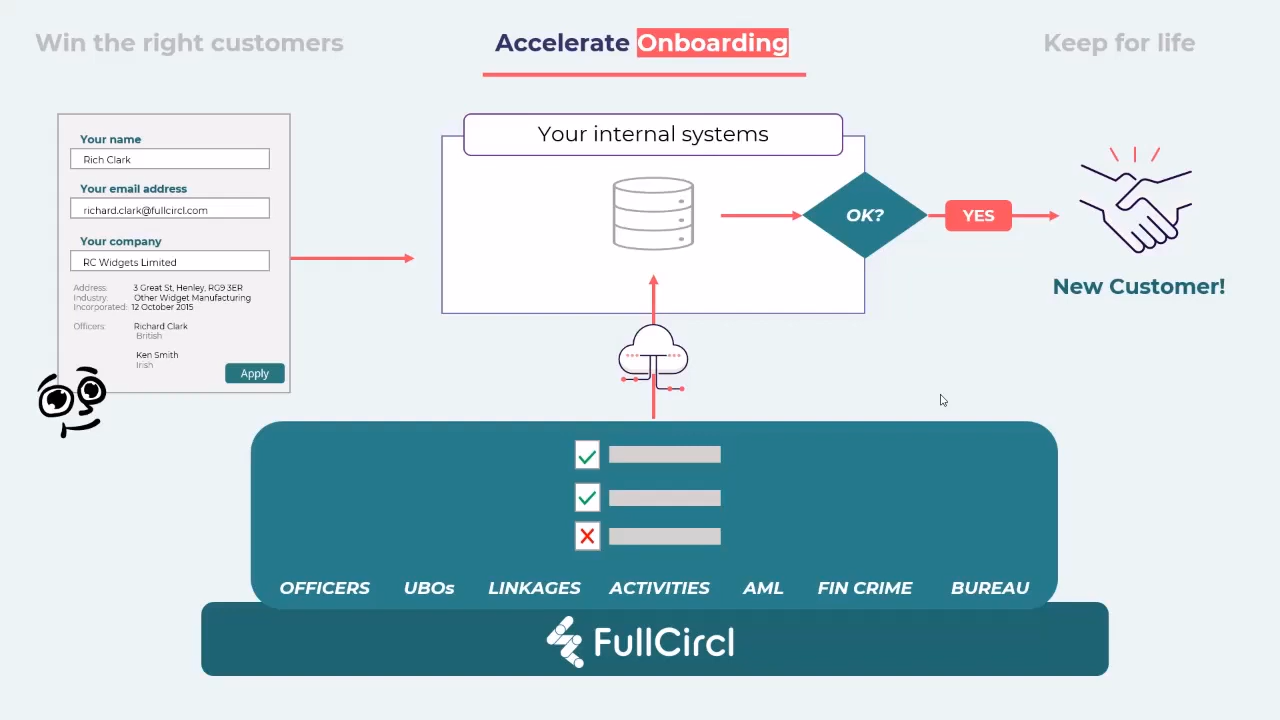 Win the right customers
Accelerate Onboarding
Keep for life
Your name
Rich Clark
Your email address
richard.clark@fullcircl.com
Your company
RC Widgets Limited
Address: 3 Great St, Henley, RG9 3ER
Industry: Other Widget Manufacturing
Incorporated: 12 October 2015
Officers: Richard Clark
British
Ken Smith
Irish
Apply
Your internal systems
OK?
YES
New Customer!
OFFICERS UBOs LINKAGES ACTIVITIES AML FIN CRIME BUREAU
FullCircl